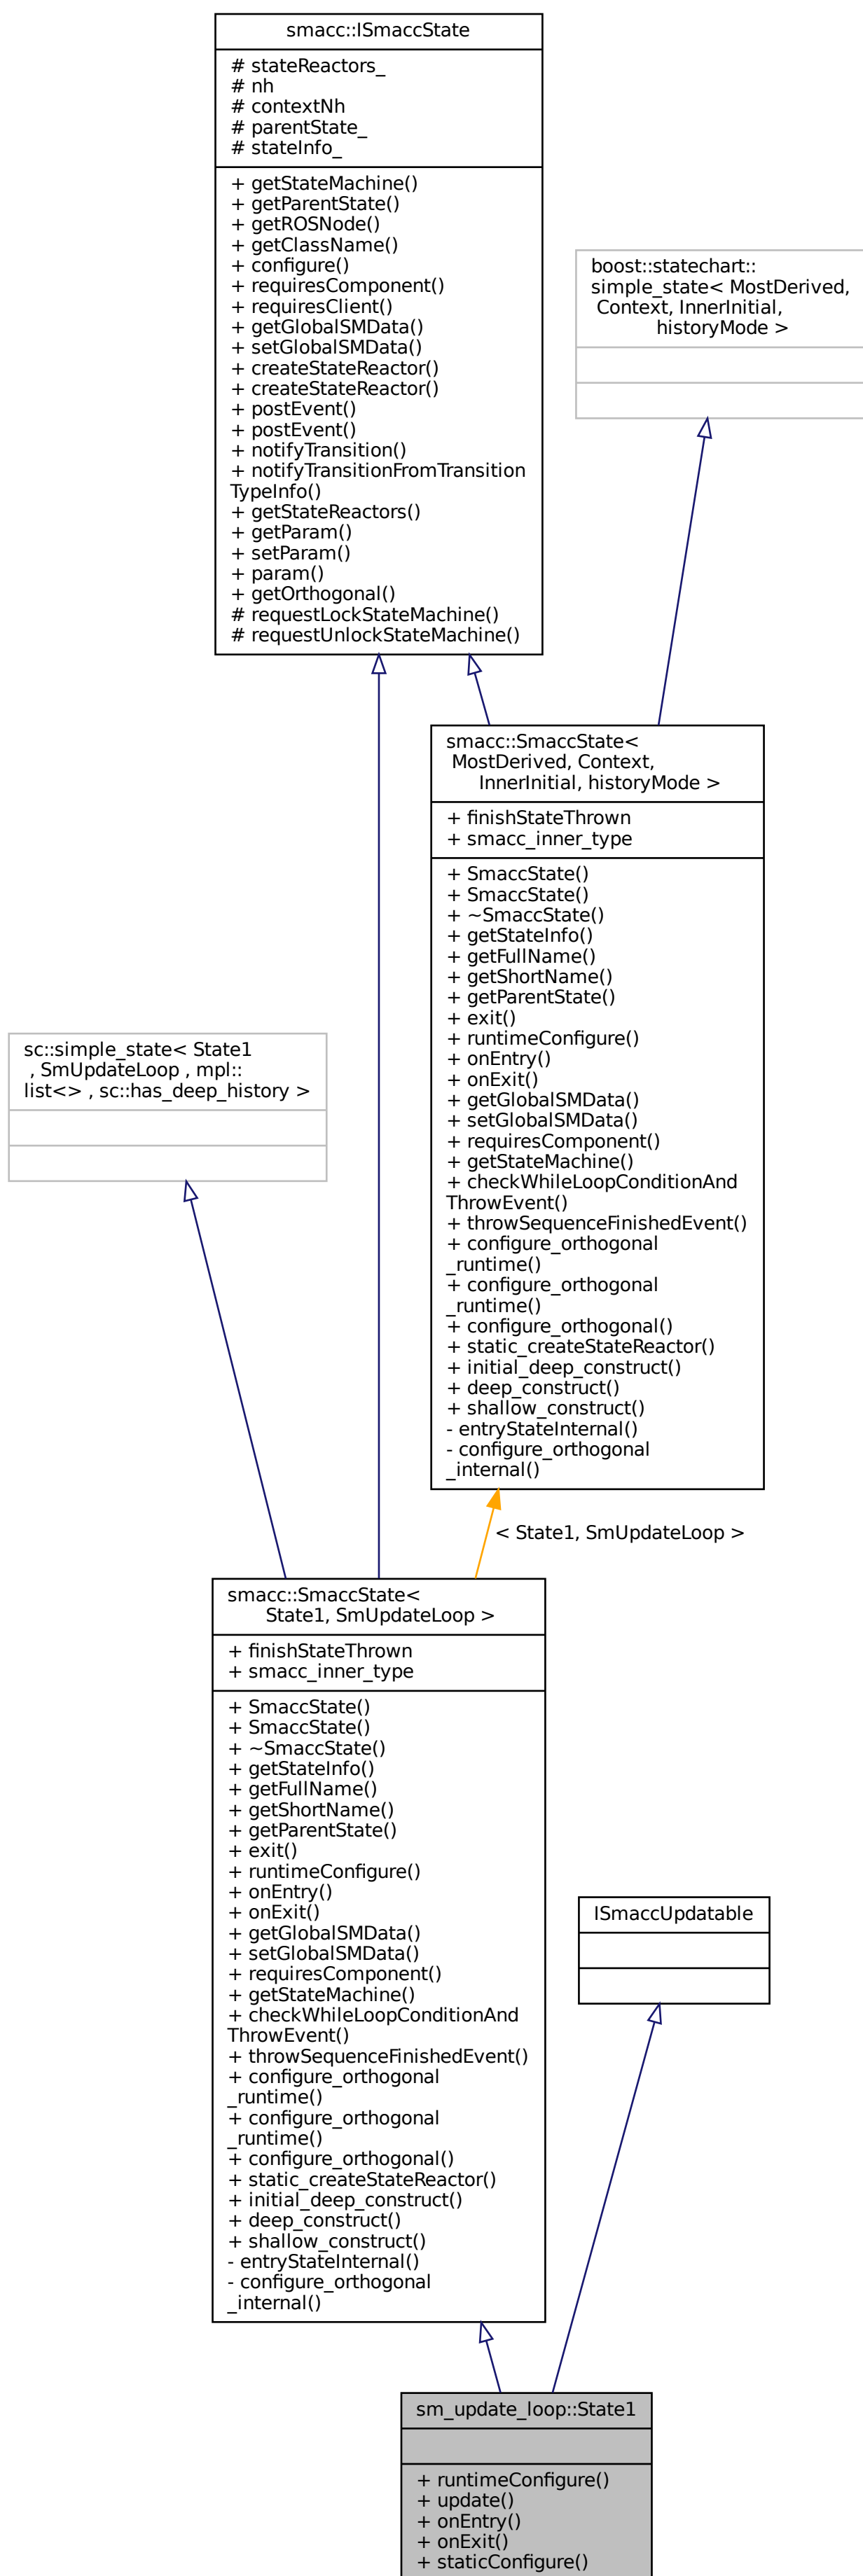 smacc::ISmaccState
# stateReactors_
# nh
# contextNh
# parentState_
# stateInfo_
+ getStateMachine()
+ getParentState()
+ getROSNode()
+ getClassName()
+ configure()
+ requiresComponent()
+ requiresClient()
+ getGlobalSMData()
+ setGlobalSMData()
+ createStateReactor()
+ createStateReactor()
+ postEvent()
+ postEvent()
+ notifyTransition()
+ notifyTransitionFromTransition
TypeInfo()
+ getStateReactors()
+ getParam()
+ setParam()
+ param()
+ getOrthogonal()
# requestLockStateMachine()
# requestUnlockStateMachine()
boost::statechart::
simple_state< MostDerived,
Context, InnerInitial,
historyMode >
smacc::SmaccState<
MostDerived, Context,
InnerInitial, historyMode >
+ finishStateThrown
+ smacc_inner_type
+ SmaccState()
+ SmaccState()
+ ~SmaccState()
+ getStateInfo()
+ getFullName()
+ getShortName()
+ getParentState()
+ exit()
+ runtimeConfigure()
+ onEntry()
+ onExit()
+ getGlobalSMData()
+ setGlobalSMData()
+ requiresComponent()
+ getStateMachine()
+ checkWhileLoopConditionAnd
ThrowEvent()
+ throwSequenceFinishedEvent()
+ configure_orthogonal
_runtime()
+ configure_orthogonal
_runtime()
+ configure_orthogonal()
+ static_createStateReactor()
+ initial_deep_construct()
+ deep_construct()
+ shallow_construct()
- entryStateInternal()
- configure_orthogonal
_internal()
sc::simple_state< State1
, SmUpdateLoop , mpl::
list<> , sc::has_deep_history >
< State1, SmUpdateLoop >
smacc::SmaccState<
State1, SmUpdateLoop >
+ finishStateThrown
+ smacc_inner_type
+ SmaccState()
+ SmaccState()
+ ~SmaccState()
+ getStateInfo()
+ getFullName()
+ getShortName()
+ getParentState()
+ exit()
+ runtimeConfigure()
+ onEntry()
+ onExit()
+ getGlobalSMData()
+ setGlobalSMData()
+ requiresComponent()
+ getStateMachine()
+ checkWhileLoopConditionAnd
ThrowEvent()
+ throwSequenceFinishedEvent()
+ configure_orthogonal
_runtime()
+ configure_orthogonal
_runtime()
+ configure_orthogonal()
+ static_createStateReactor()
+ initial_deep_construct()
+ deep_construct()
+ shallow_construct()
- entryStateInternal()
- configure_orthogonal
_internal()
ISmaccUpdatable
sm_update_loop::State1
+ runtimeConfigure()
+ update()
+ onEntry()
+ onExit()
+ staticConfigure()